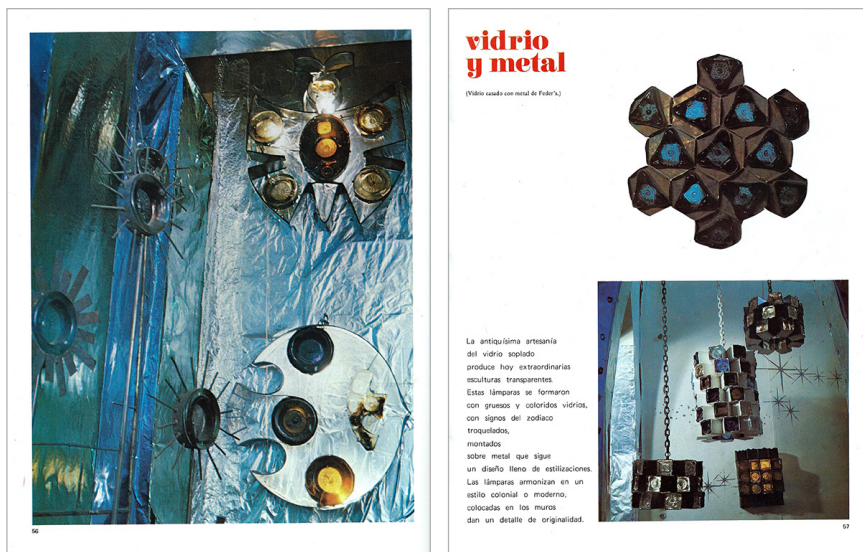 56
vidrio
y metal
(Vidrio casado con metal de Feder's.)
La antiquísima artesanía
del vidrio soplado
produce hoy extraordinarias
esculturas transparentes.
Estas lámparas se formaron
con gruesos y coloridos vidrios,
con signos del zodíaco
troquelados,
montados
sobre metal que sigue
un diseño lleno de estilizaciones.
Las lámparas armonizan en un
estilo colonial o moderno,
colocadas en los muros
dan un detalle de originalidad.
57